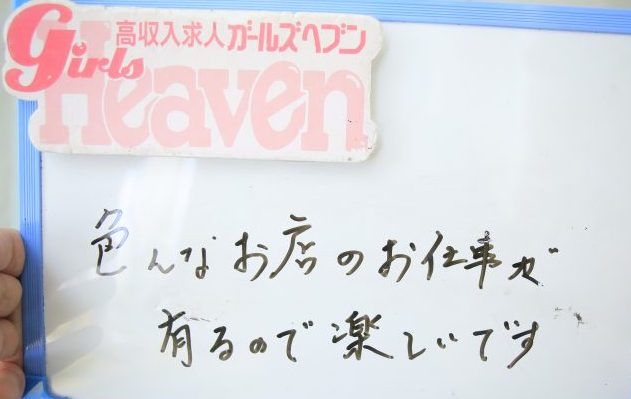 高収入求人ガールズヘブン
Girls
Heaven
色んなお店のお仕事が
有るので楽しいです